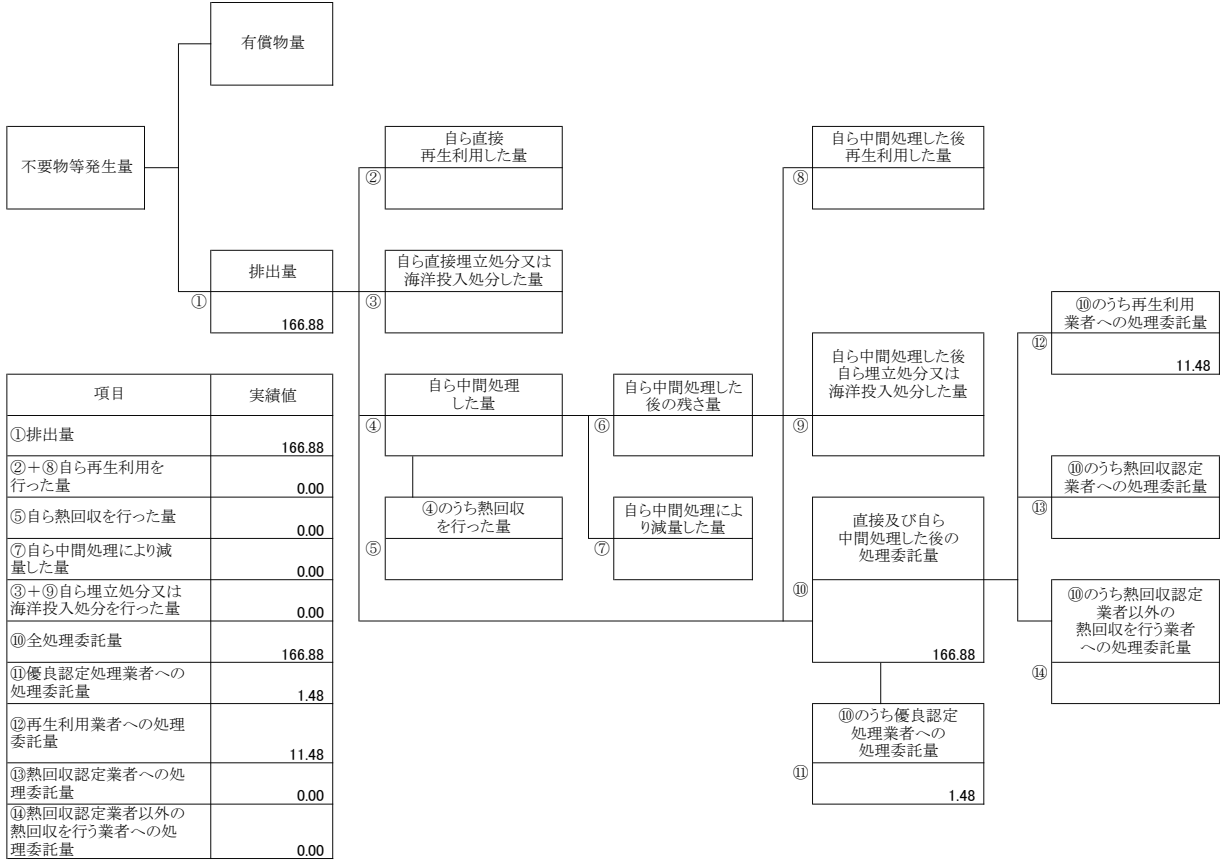 有償物量
不要物等発生量
自ら直接
再生利用した量
②
自ら中間処理した後
再生利用した量
⑧
排出量
①
166.88
自ら直接埋立処分又は
海洋投入処分した量
③
⑩のうち再生利用
業者への処理委託量
⑫
11.48
自ら中間処理
した量
④
自ら中間処理した
後の残さ量
⑥
自ら中間処理した後
自ら埋立処分又は
海洋投入処分した量
⑨
⑩のうち熱回収認定
業者への処理委託量
⑬
④のうち熱回収
を行った量
⑤
自ら中間処理によ
り減量した量
⑦
直接及び自ら
中間処理した後の
処理委託量
⑩
166.88
⑩のうち熱回収認定
業者以外の
熱回収を行う業者
への処理委託量
⑭
⑩のうち優良認定
処理業者への
処理委託量
⑪
1.48
項目 実績値
①排出量
166.88
②+⑧自ら再生利用を
行った量 0.00
⑤自ら熱回収を行った量
0.00
⑦自ら中間処理により減
量した量 0.00
③+⑨自ら埋立処分又は
海洋投入処分を行った量 0.00
⑩全処理委託量
166.88
⑪優良認定処理業者への
処理委託量 1.48
⑫再生利用業者への処理
委託量
11.48
⑬熱回収認定業者への処
理委託量 0.00
⑭熱回収認定業者以外の
熱回収を行う業者への処
理委託量 0.00